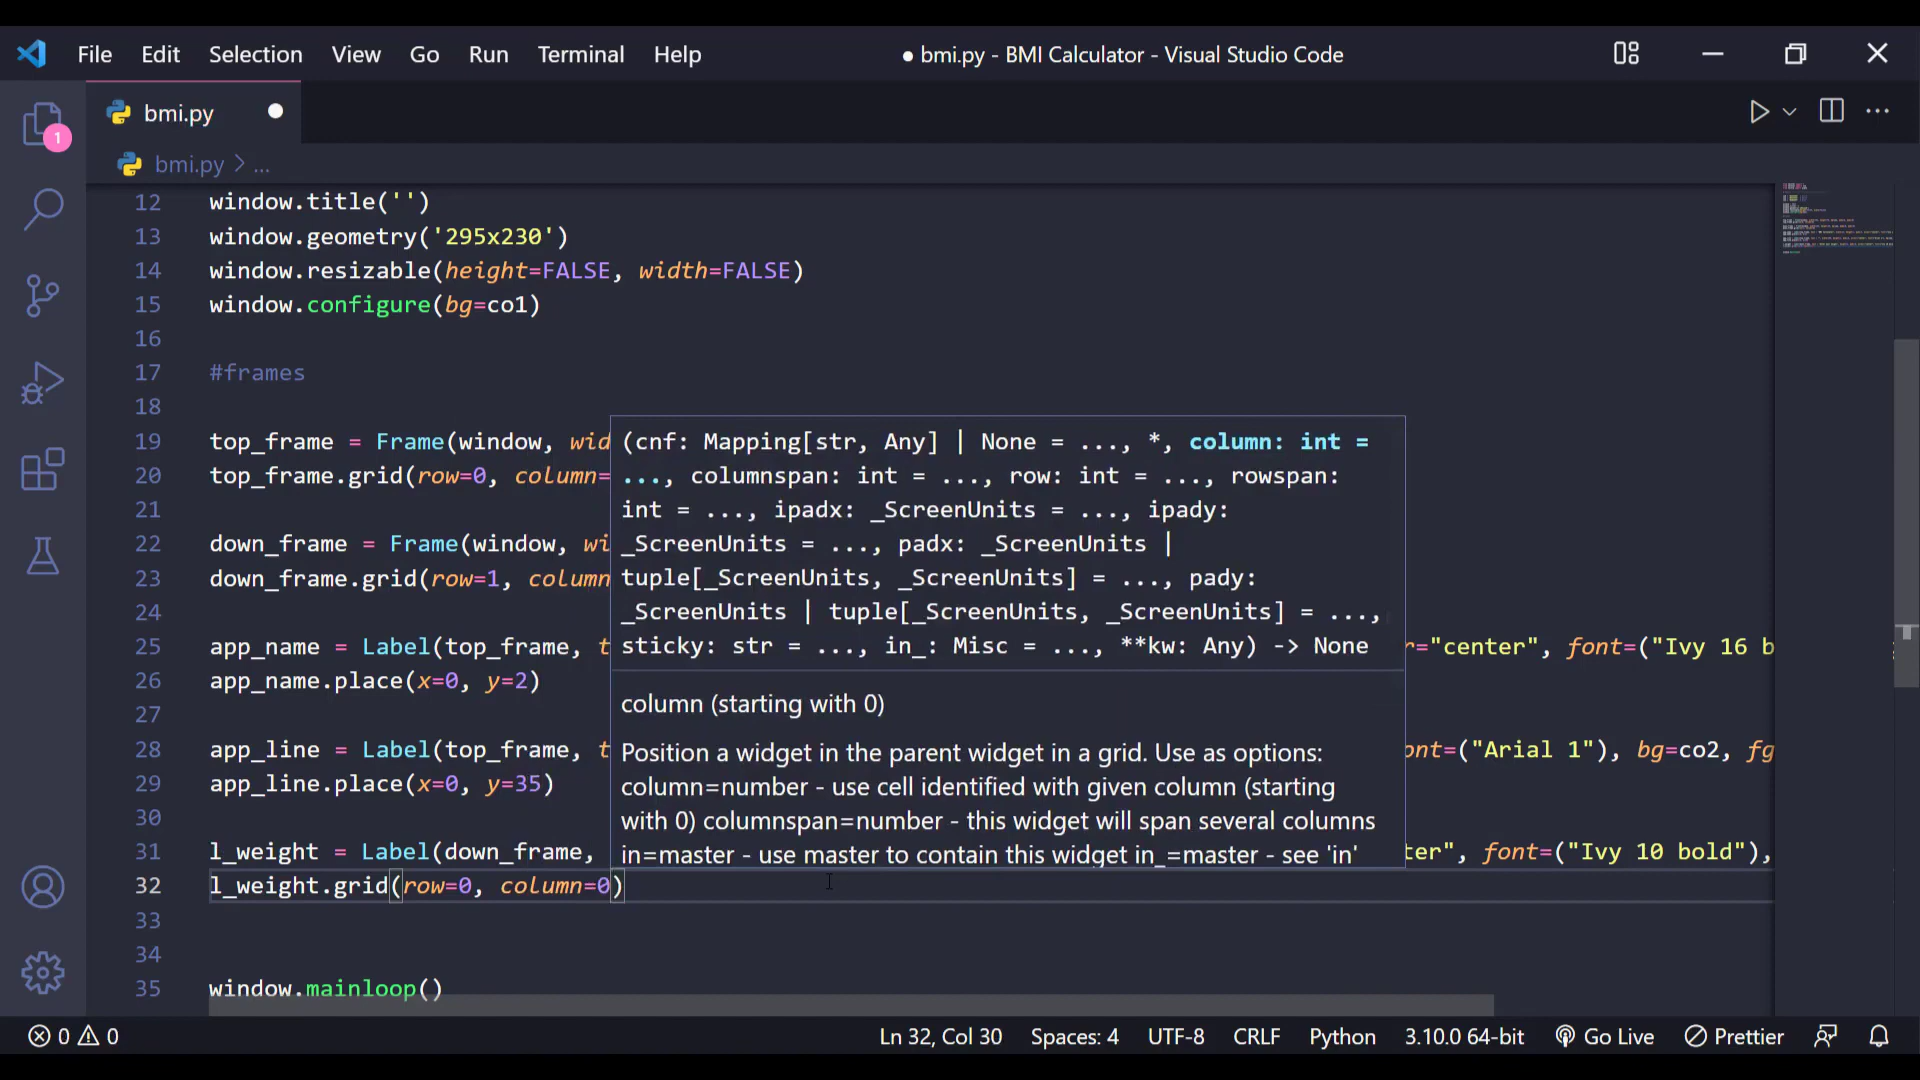 File Edit Selection View Go Run Terminal Help ● bmi.py - BMI Calculator - Visual Studio Code
bmi.py
1
bmi.py > ...
12 window.title('')
13 window.geometry('295x230')
14 window.resizable(height=FALSE, width=FALSE)
15 window.configure(bg=co1)
16
17 #frames
18
19 top_frame = Frame(window, wid
20 top_frame.grid(row=0, column=
21
22 down_frame = Frame(window, wi
23 down_frame.grid(row=1, column
24
25 app_name = Label(top_frame, t r="center", font=("Ivy 16 b
26 app_name.place(x=0, y=2)
27
28 app_line = Label(top_frame, t ont=("Arial 1"), bg=co2, fg
29 app_line.place(x=0, y=35)
30
31 l_weight = Label(down_frame, ter", font=("Ivy 10 bold"),
32 l_weight.grid(row=0, column=0)
33
34
35 window.mainloop()
(cnf: Mapping[str, Any] | None = ..., *, column: int =
..., columnspan: int = ..., row: int = ..., rowspan:
int = ..., ipadx: _ScreenUnits = ..., ipady:
_ScreenUnits = ..., padx: _ScreenUnits |
tuple[_ScreenUnits, _ScreenUnits] = ..., pady:
_ScreenUnits | tuple[_ScreenUnits, _ScreenUnits] = ...,
sticky: str = ..., in_: Misc = ..., **kw: Any) -> None
column (starting with 0)
Position a widget in the parent widget in a grid. Use as options:
column=number - use cell identified with given column (starting
with 0) columnspan=number - this widget will span several columns
in=master - use master to contain this widget in_=master - see 'in'
0 0 Ln 32, Col 30 Spaces: 4 UTF-8 CRLF Python 3.10.0 64-bit Go Live Prettier